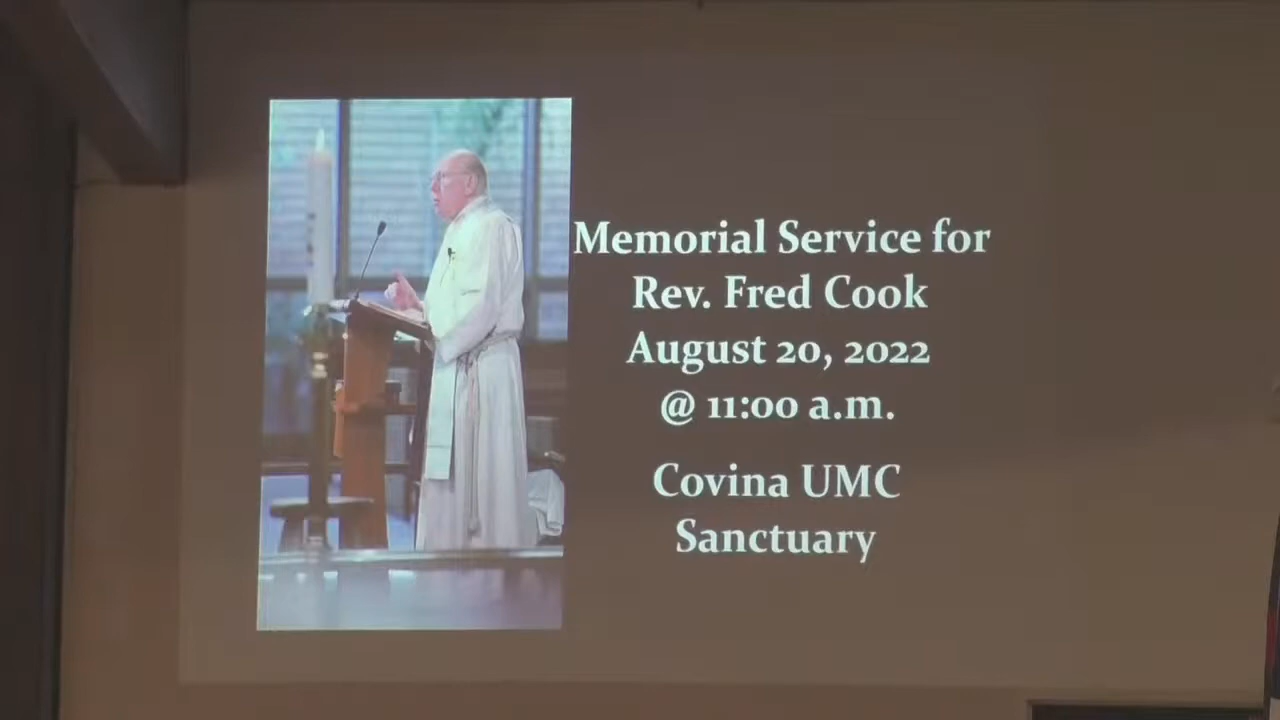 Memorial Service for
Rev. Fred Cook
August 20, 2022
@ 11:00 a.m.
Covina UMC
Sanctuary